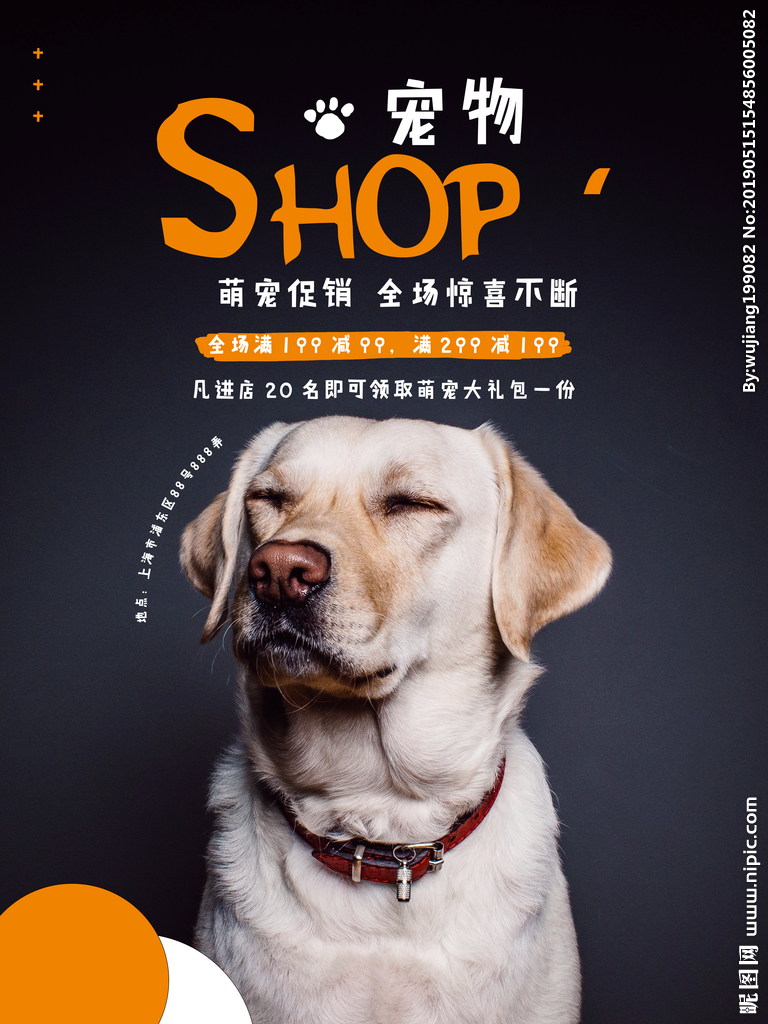 宠物
SHOP
萌宠促销 全场惊喜不断
全场满199减99，满299减199
凡进店20名即可领取萌宠大礼包一份
地点：上海市浦东区88号888弄
By:wujiang199082 No:20190515154856005082
昵图网 www.nipic.com